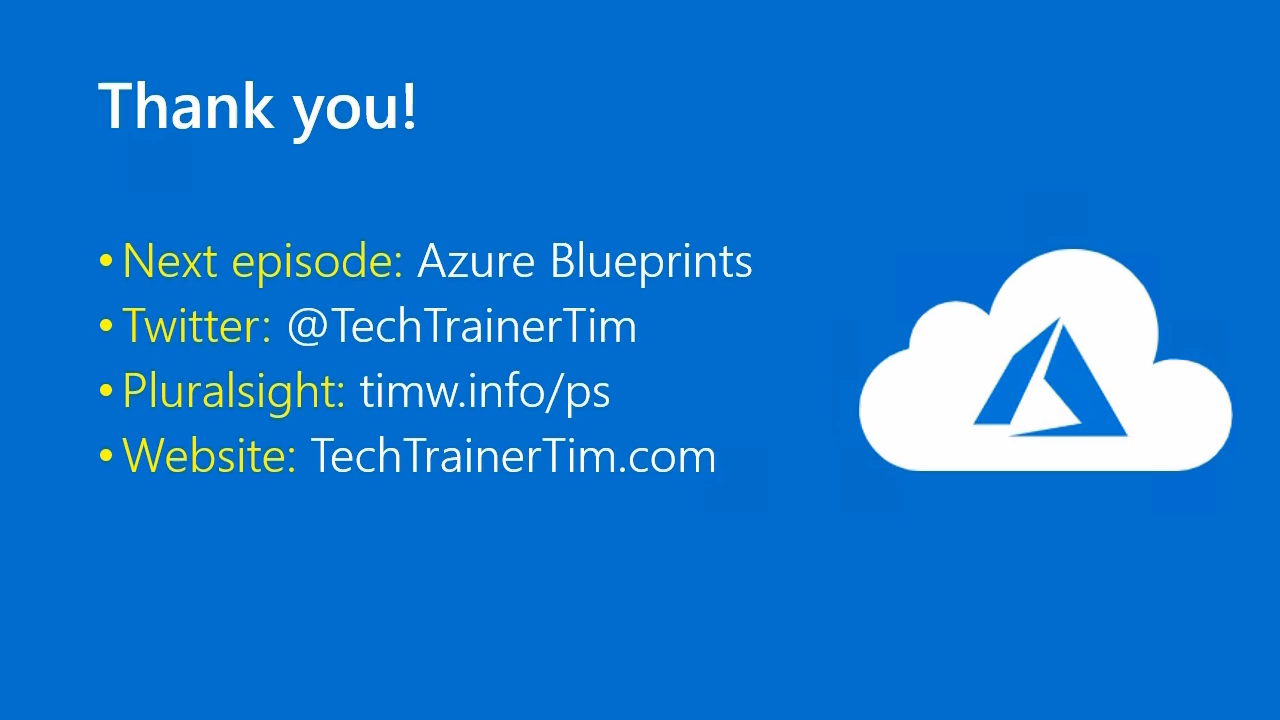 Thank you!
• Next episode: Azure Blueprints
• Twitter: @TechTrainerTim
• Pluralsight: timw.info/ps
• Website: TechTrainerTim.com